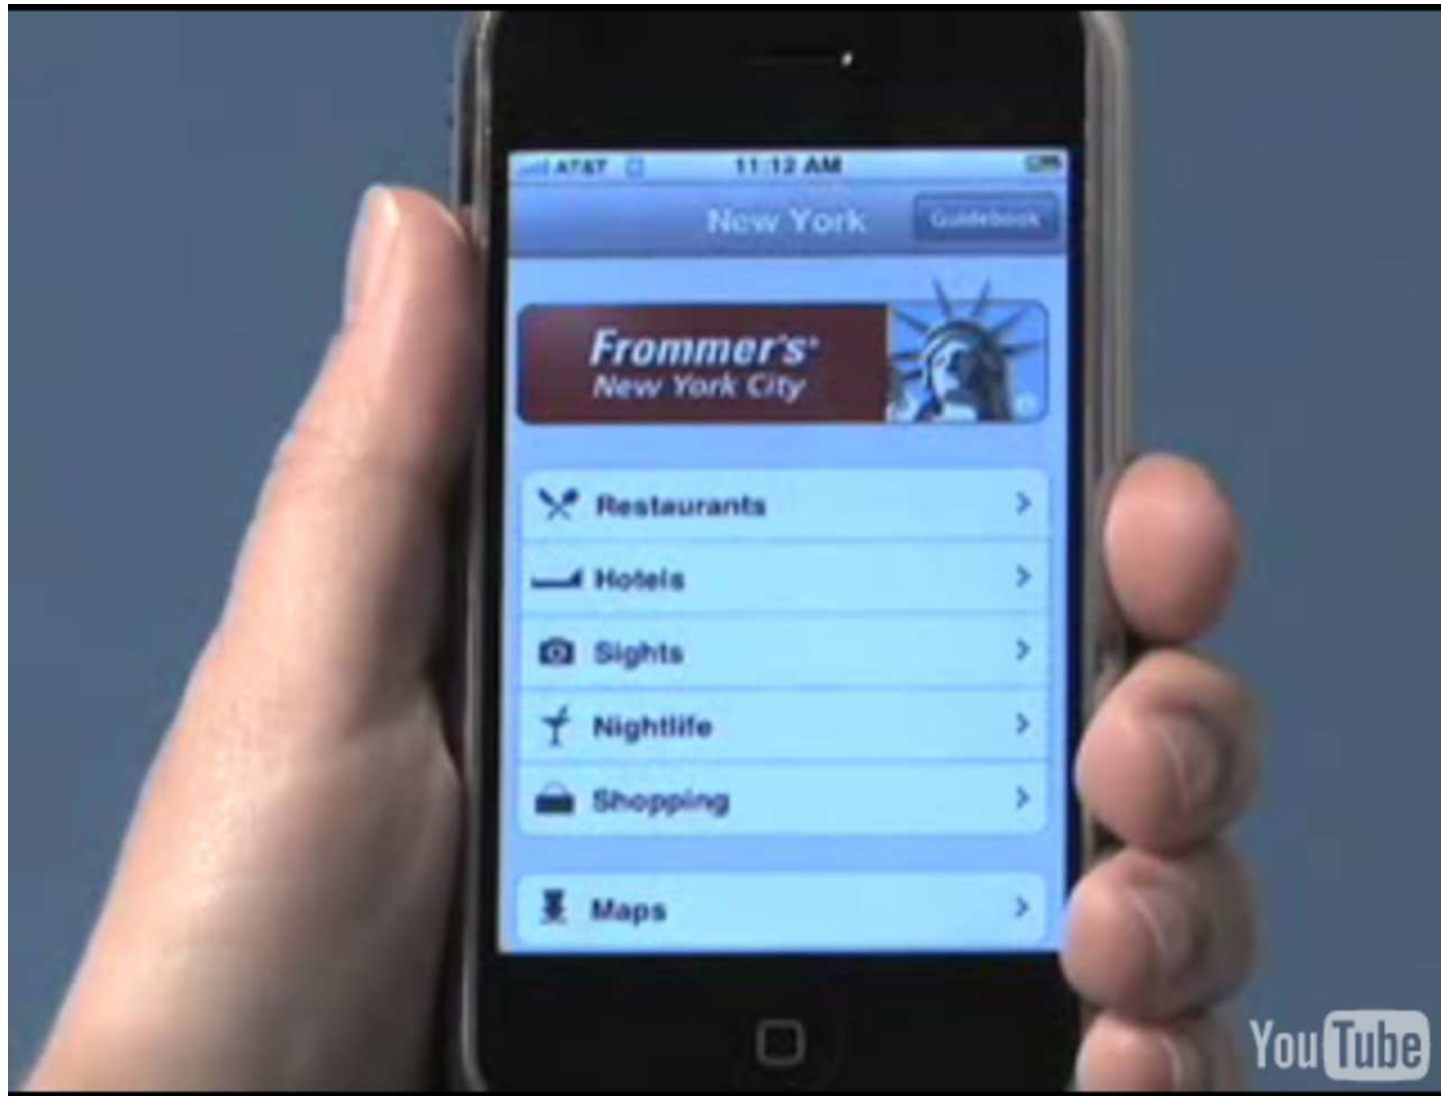 AT&T 11:12 AM
New York Guidebook
Frommer's®
New York City
Restaurants
Hotels
Sights
Nightlife
Shopping
Maps
YouTube